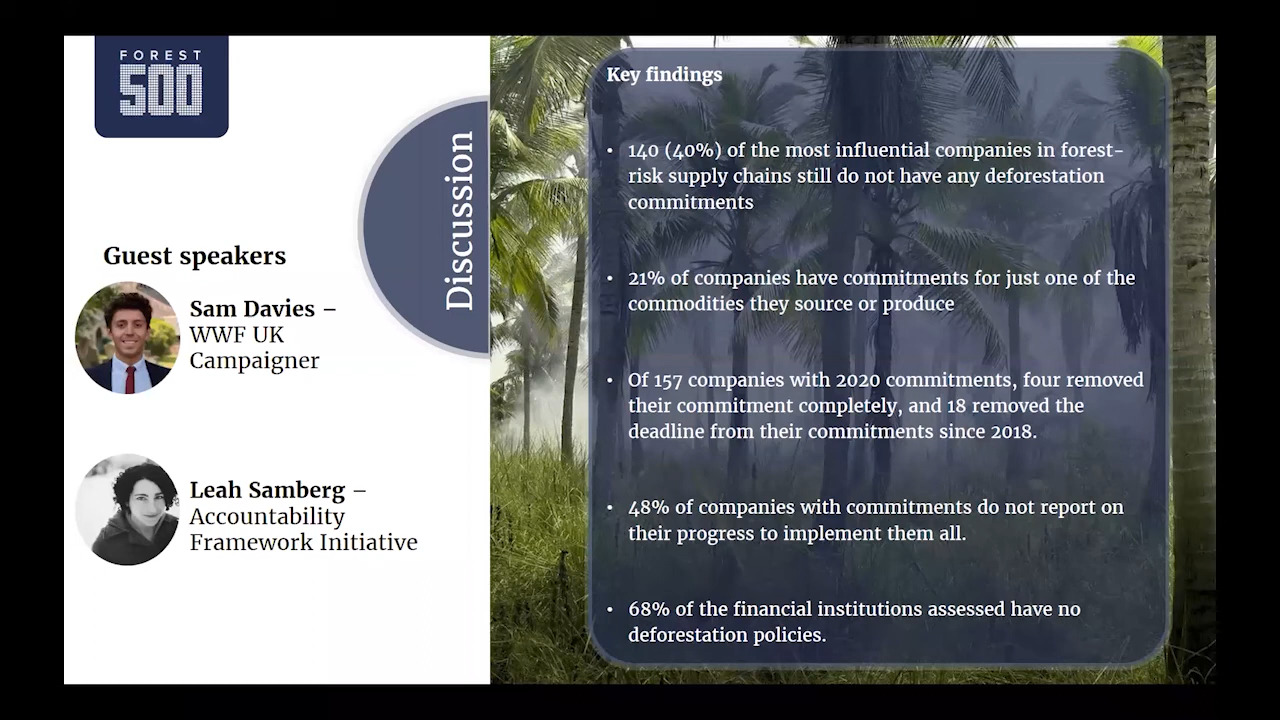 FOREST
500
Discussion
Guest speakers
Sam Davies –
WWF UK
Campaigner
Leah Samberg –
Accountability
Framework Initiative
Key findings
• 140 (40%) of the most influential companies in forest-
risk supply chains still do not have any deforestation
commitments
• 21% of companies have commitments for just one of the
commodities they source or produce
• Of 157 companies with 2020 commitments, four removed
their commitment completely, and 18 removed the
deadline from their commitments since 2018.
• 48% of companies with commitments do not report on
their progress to implement them all.
• 68% of the financial institutions assessed have no
deforestation policies.